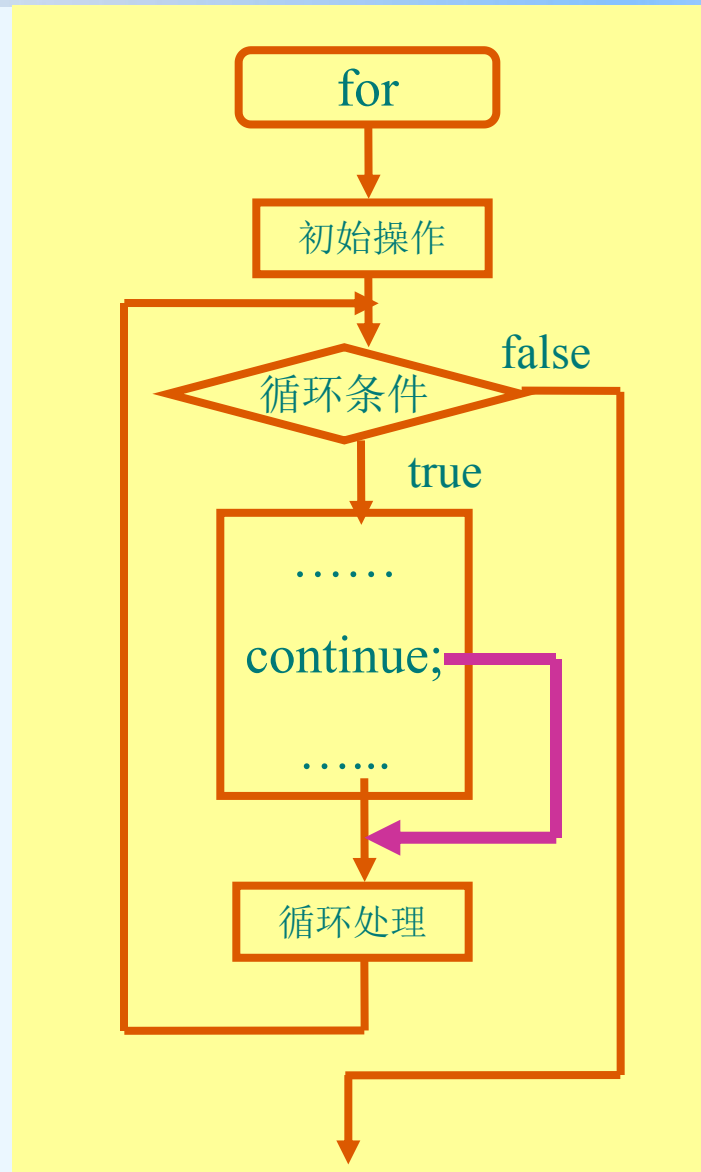 for
初始操作
false
循环条件
true
……
continue;
…...
循环处理